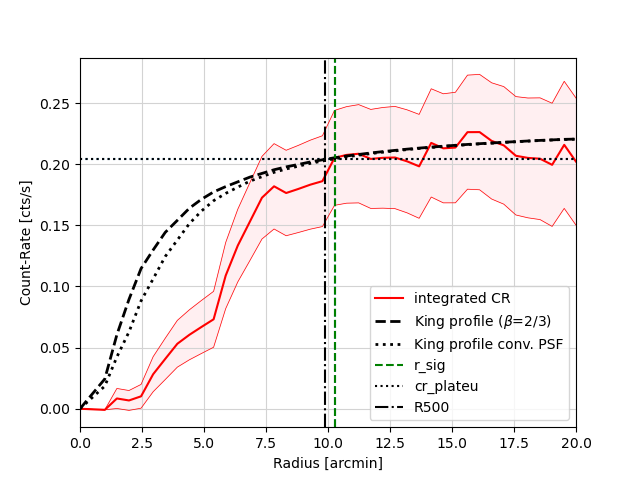 0.25
0.20
0.15
0.10
0.05
0.00
Count-Rate [cts/s]
integrated CR
King profile (β=2/3)
King profile conv. PSF
r_sig
cr_plateu
R500
0.0 2.5 5.0 7.5 10.0 12.5 15.0 17.5 20.0
Radius [arcmin]